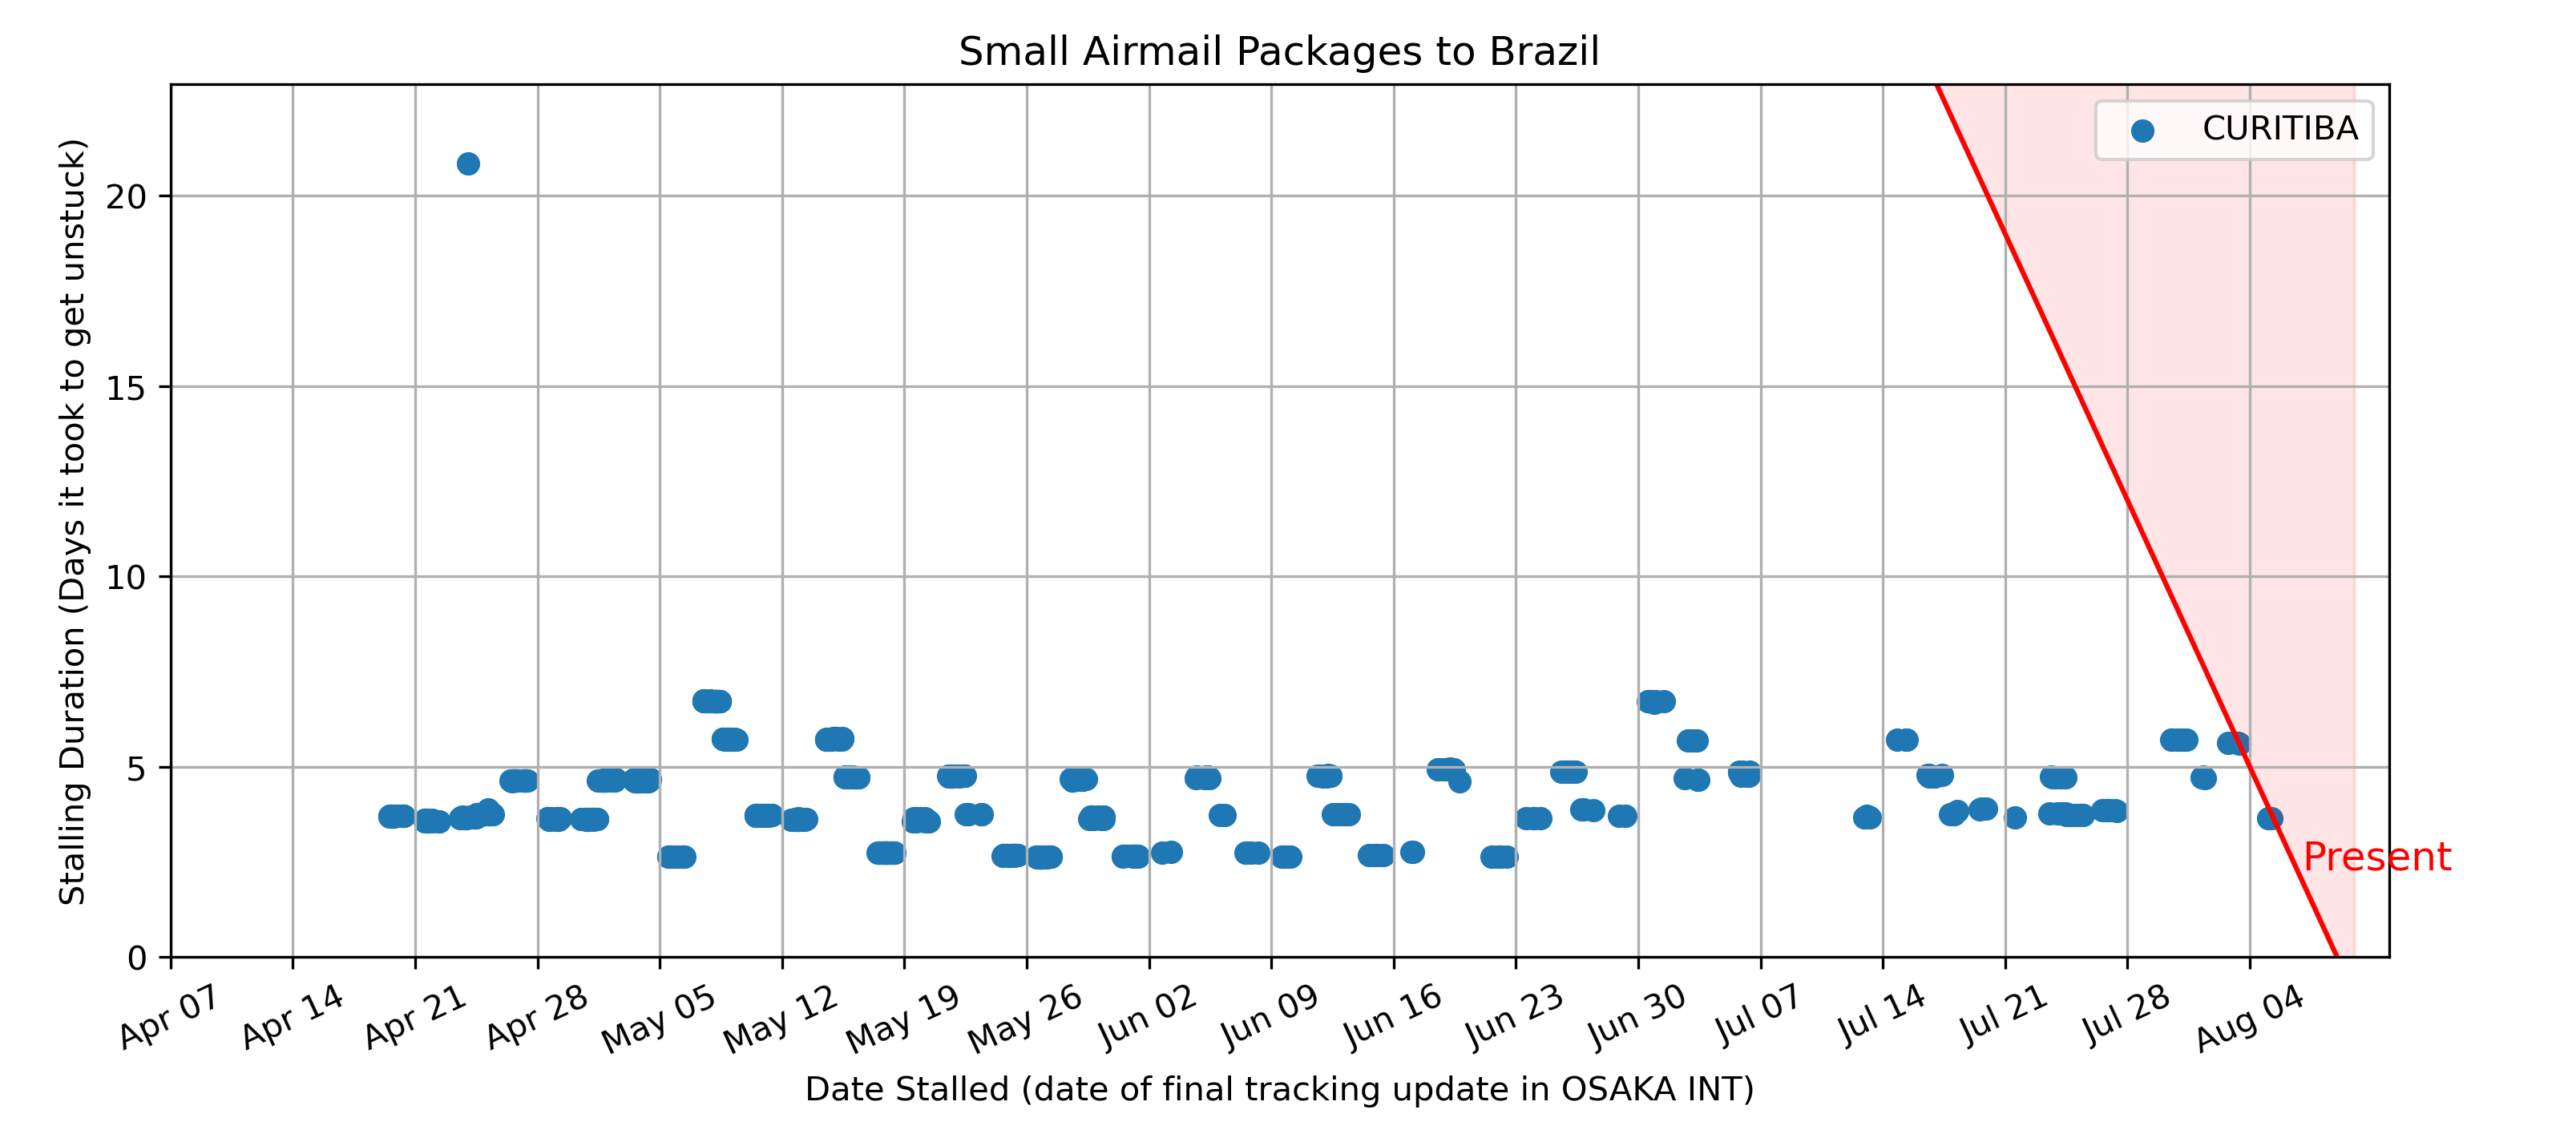 Small Airmail Packages to Brazil
CURITIBA
Stalling Duration (Days it took to get unstuck)
20
15
10
5
0
Present
Apr 07
Apr 14
Apr 21
Apr 28
May 05
May 12
May 19
May 26
Jun 02
Jun 09
Jun 16
Jun 23
Jun 30
Jul 07
Jul 14
Jul 21
Jul 28
Aug 04
Date Stalled (date of final tracking update in OSAKA INT)